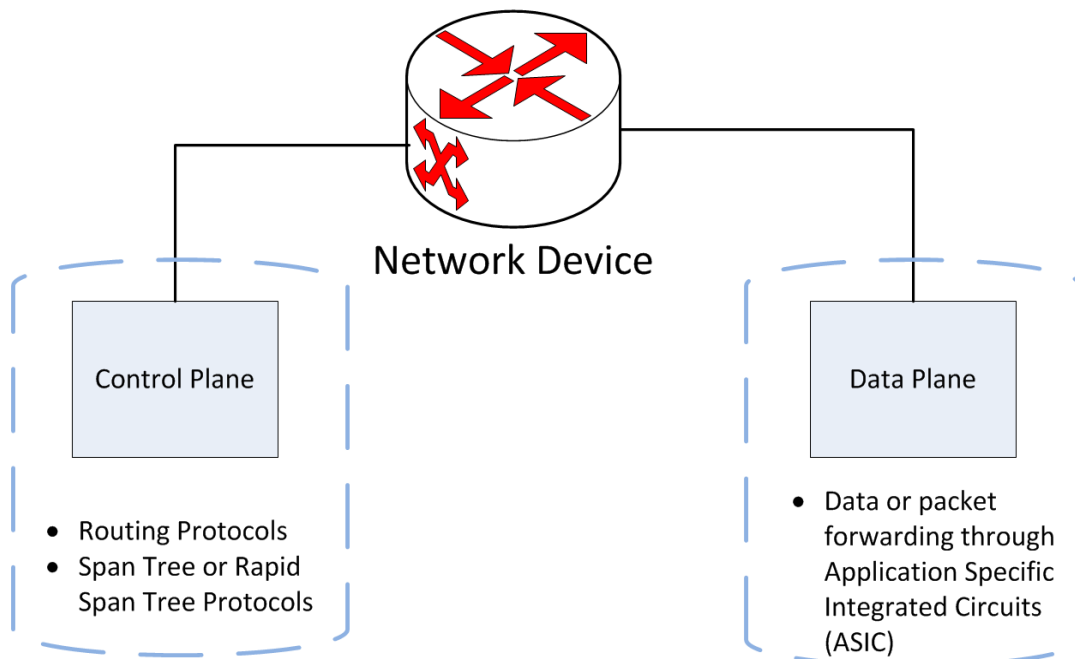 Network Device
Control Plane
• Routing Protocols
• Span Tree or Rapid
Span Tree Protocols
Data Plane
• Data or packet
forwarding through
Application Specific
Integrated Circuits
(ASIC)